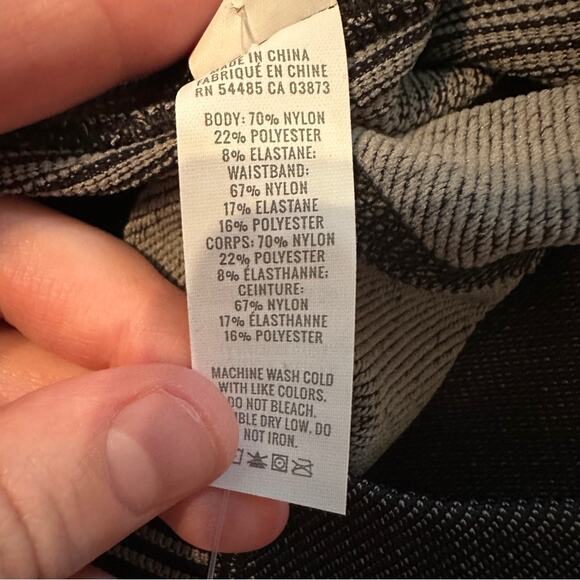 MADE IN CHINA
FABRIQUÉ EN CHINE
RN 54485 CA 03873
BODY: 70% NYLON
22% POLYESTER
8% ELASTANE;
WAISTBAND:
67% NYLON
17% ELASTANE
16% POLYESTER
CORPS: 70% NYLON
22% POLYESTER
8% ÉLASTHANNE;
CEINTURE:
67% NYLON
17% ÉLASTHANNE
16% POLYESTER
MACHINE WASH COLD
WITH LIKE COLORS.
DO NOT BLEACH.
DRY LOW. DO
NOT IRON.